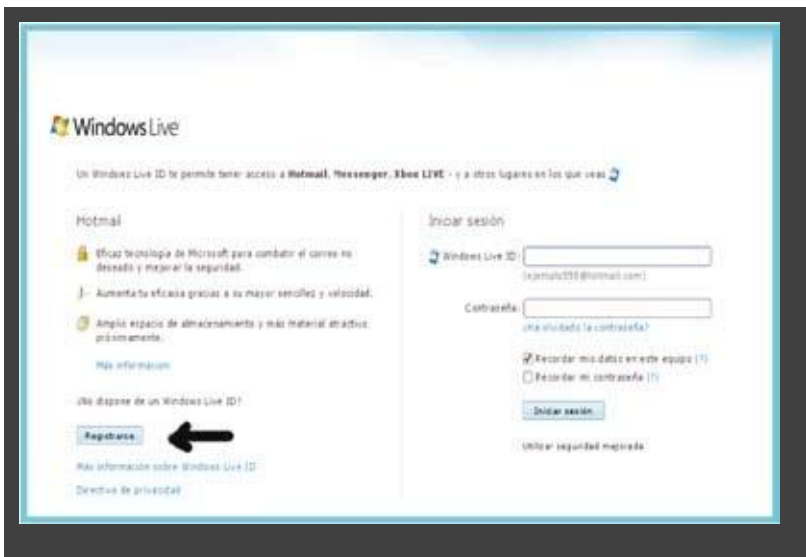 Windows Live
Un Windows Live ID te permite tener acceso a Hotmail, Messenger, Xbox LIVE - y a otros lugares en los que veas
Hotmail
Eficaz tecnología de Microsoft para combatir el correo no
deseado y mejorar la seguridad.
Aumenta tu eficacia gracias a su mayor sencillez y velocidad.
Amplio espacio de almacenamiento y más material atractivo
próximamente.
Más información
¿No dispone de un Windows Live ID?
Registrarse
Más información sobre Windows Live ID
Directiva de privacidad
Iniciar sesión
Windows Live ID:
(ejemplo555@hotmail.com)
Contraseña:
¿Ha olvidado la contraseña?
Recordar mis datos en este equipo (?)
Recordar mi contraseña (?)
Iniciar sesión
Utilizar seguridad mejorada